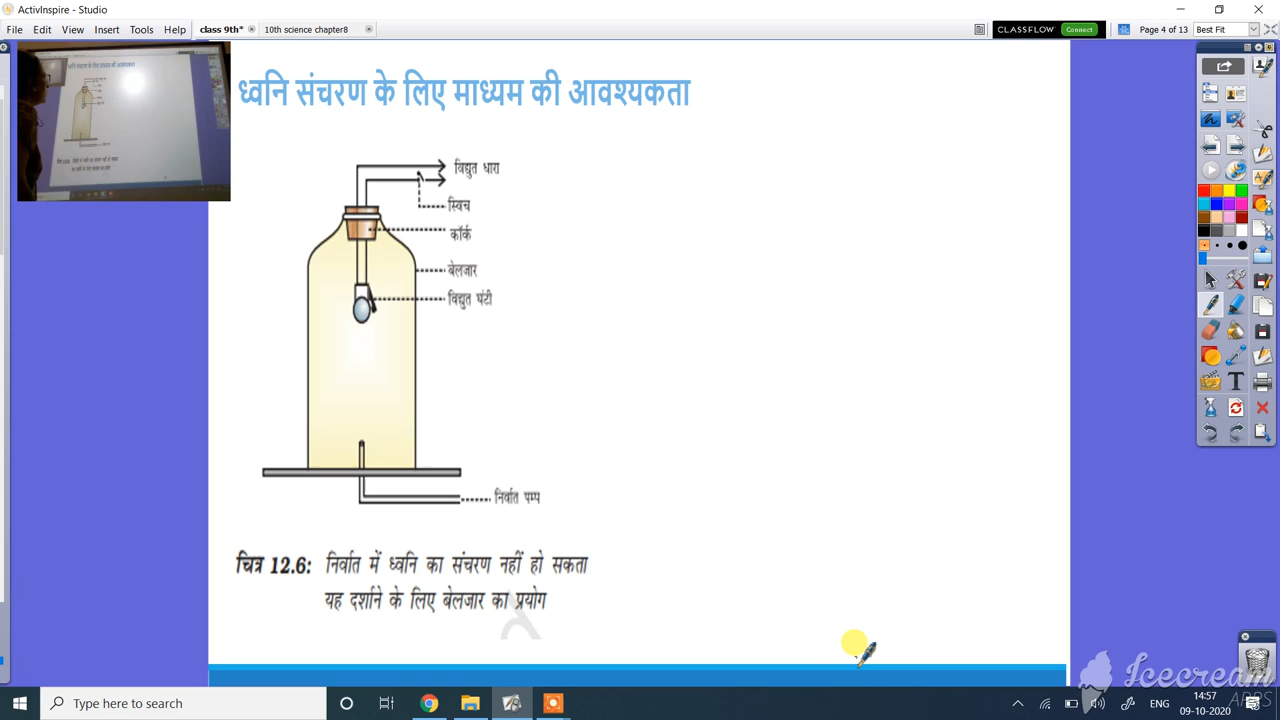 ActivInspire - Studio
File Edit View Insert Tools Help
class 9th* 10th science chapter8
CLASSFLOW Connect
Page 4 of 13 Best Fit
ध्वनि संचरण के लिए माध्यम की आवश्यकता
विद्युत धारा
स्विच
कॉर्क
बेलजार
विद्युत घंटी
निर्वात पम्प
चित्र 12.6: निर्वात में ध्वनि का संचरण नहीं हो सकता
यह दर्शाने के लिए बेलजार का प्रयोग
Icecream
APPS
Type here to search
ENG
14:57
09-10-2020